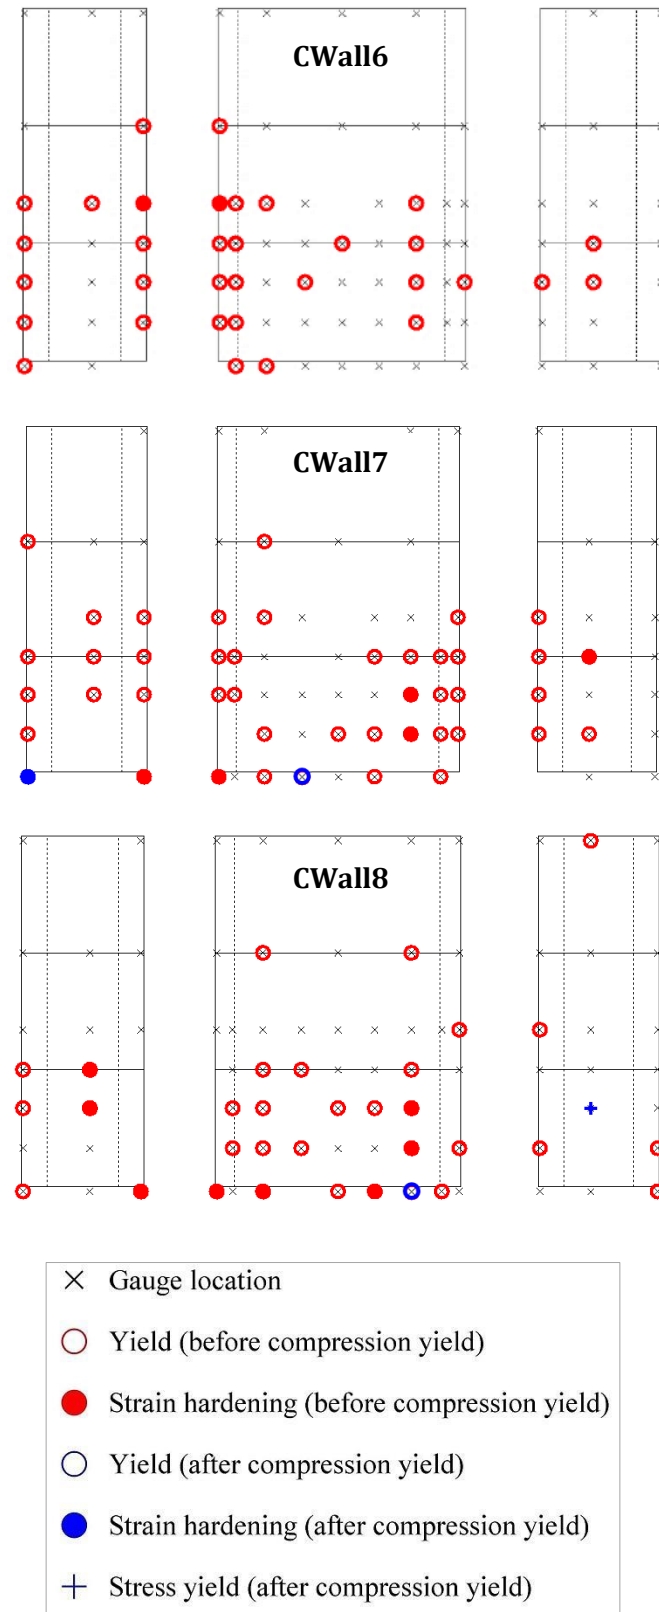 CWall6
CWall7
CWall8
Gauge location
Yield (before compression yield)
Strain hardening (before compression yield)
Yield (after compression yield)
Strain hardening (after compression yield)
Stress yield (after compression yield)